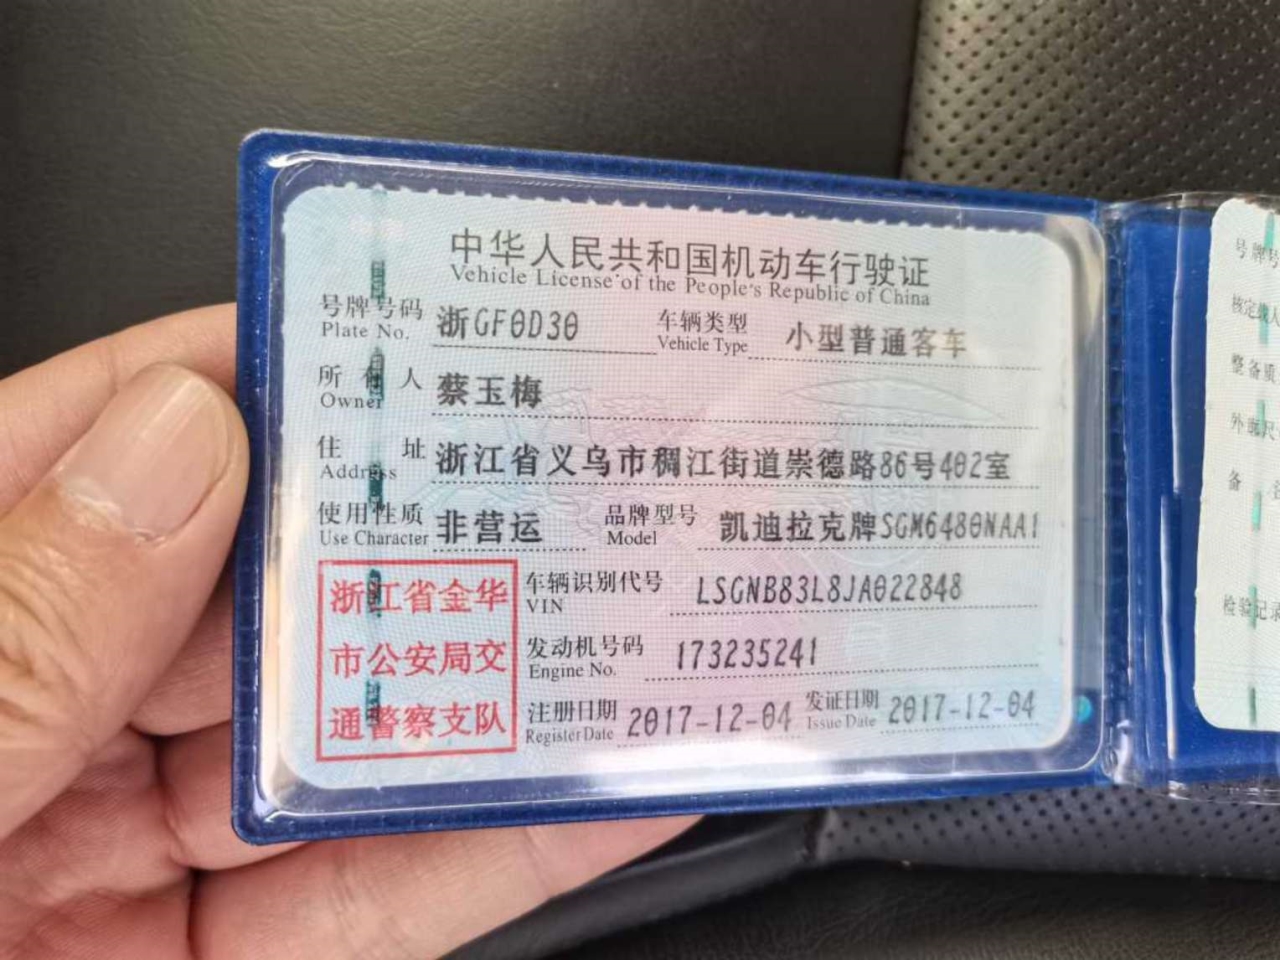 中华人民共和国机动车行驶证
Vehicle License of the People's Republic of China
号牌号码 浙GF0D30 车辆类型 小型普通客车
Plate No. Vehicle Type
所有人 蔡玉梅
Owner
住址 浙江省义乌市稠江街道崇德路86号402室
Address
使用性质 非营运 品牌型号 凯迪拉克牌SGM6480NAA1
Use Character Model
浙江省金华
市公安局交
通警察支队
车辆识别代号 LSGNB83L8JA022848
VIN
发动机号码 173235241
Engine No.
注册日期 2017-12-04 发证日期 2017-12-04
Register Date Issue Date
号牌号
核定载人
整备质
外廓尺
备
检验记录